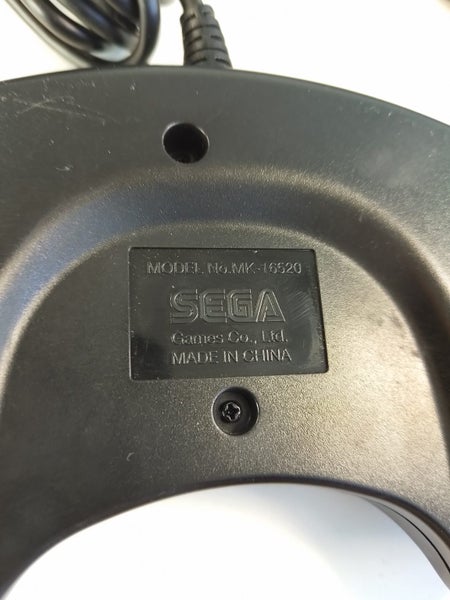 MODEL No.MK-16520
SEGA
Games Co., Ltd.
MADE IN CHINA